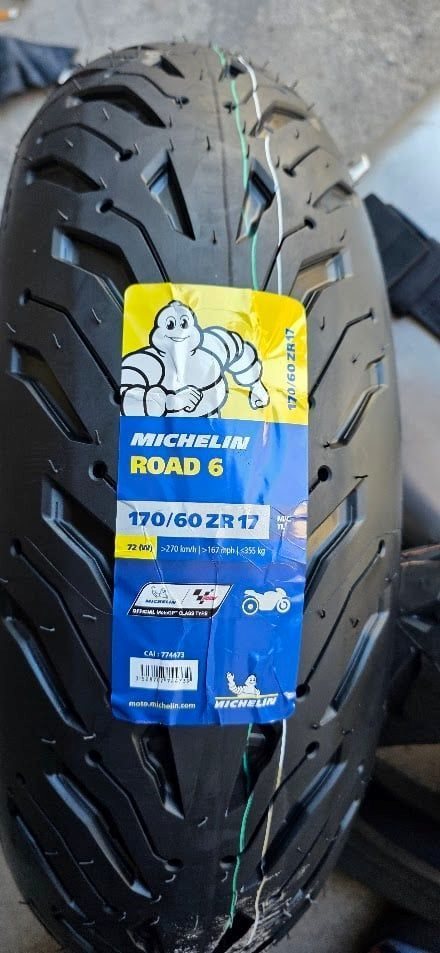 170/60 ZR 17
MICHELIN
ROAD 6
170/60 ZR 17
72 (W) >270 km/h | >167 mph | ≤355 kg
MICHELIN
OFFICIAL MotoGP™ CLASS TYRE
CAI : 774473
moto.michelin.com
MICHELIN